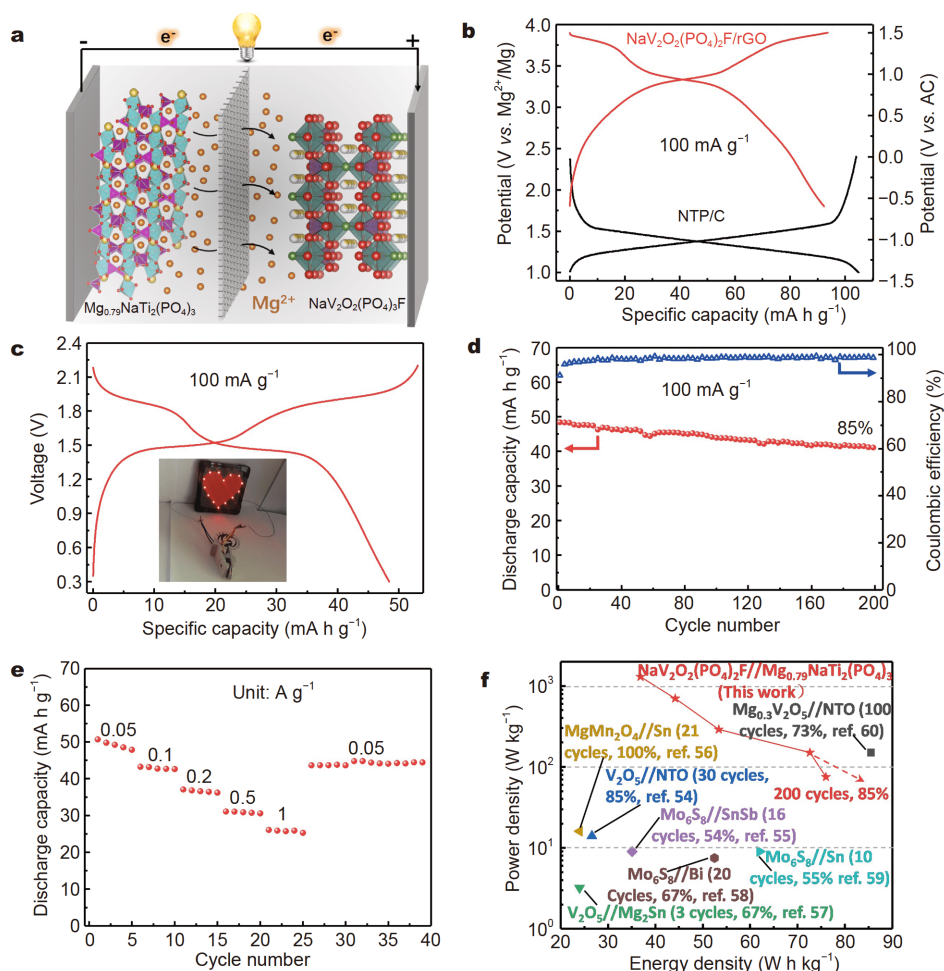 a
-
e⁻
e⁻
+
Mg₀.₇₉NaTi₂(PO₄)₃
Mg²⁺
NaV₂O₂(PO₄)₃F
b
4.0
3.5
3.0
2.5
2.0
1.5
1.0
Potential (V vs. Mg²⁺/Mg)
NaV₂O₂(PO₄)₂F/rGO
100 mA g⁻¹
NTP/C
1.5
1.0
0.5
0.0
-0.5
-1.0
-1.5
Potential (V vs. AC)
0 20 40 60 80 100
Specific capacity (mA h g⁻¹)
c
2.4
2.1
1.8
1.5
1.2
0.9
0.6
0.3
Voltage (V)
100 mA g⁻¹
0 10 20 30 40 50
Specific capacity (mA h g⁻¹)
d
70
60
50
40
30
20
10
0
Discharge capacity (mA h g⁻¹)
100 mA g⁻¹
85%
100
80
60
40
20
0
Coulombic efficiency (%)
0 40 80 120 160 200
Cycle number
e
70
60
50
40
30
20
10
0
Discharge capacity (mA h g⁻¹)
Unit: A g⁻¹
0.05
0.1
0.2
0.5
1
0.05
0 5 10 15 20 25 30 35 40
Cycle number
f
10³
10²
10¹
10⁰
Power density (W kg⁻¹)
NaV₂O₂(PO₄)₂F//Mg₀.₇₉NaTi₂(PO₄)₃
(This work）
Mg₀.₃V₂O₅//NTO (100
cycles, 73%, ref. 60)
MgMn₂O₄//Sn (21
cycles, 100%, ref. 56)
V₂O₅//NTO (30 cycles,
85%, ref. 54)
200 cycles, 85%
Mo₆S₈//SnSb (16
cycles, 54%, ref. 55)
Mo₆S₈//Sn (10
cycles, 55% ref. 59)
Mo₆S₈//Bi (20
Cycles, 67%, ref. 58)
V₂O₅//Mg₂Sn (3 cycles, 67%, ref. 57)
20 30 40 50 60 70 80 90
Energy density (W h kg⁻¹)